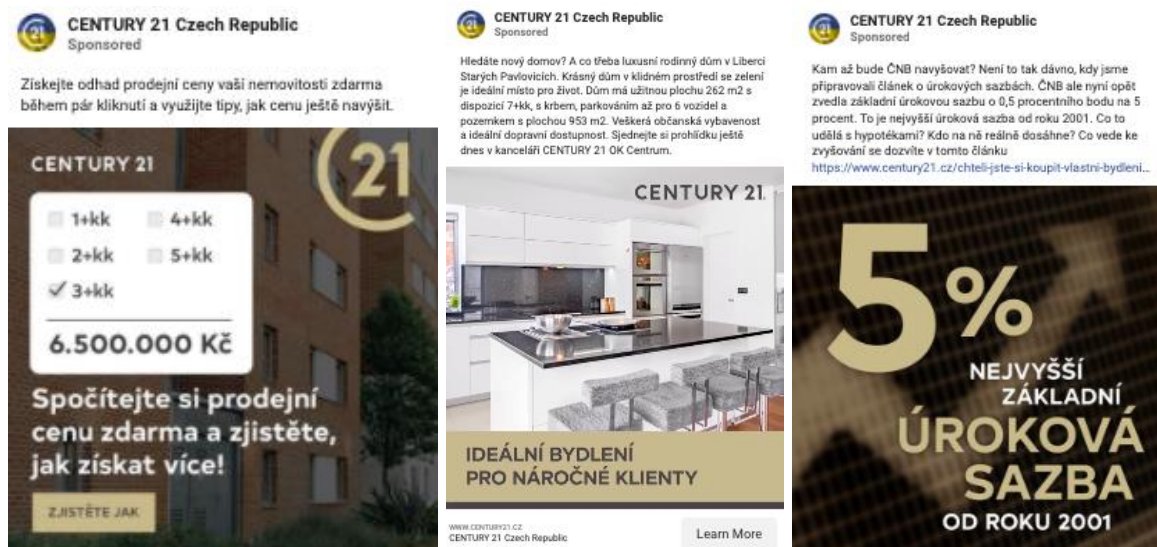 CENTURY 21 Czech Republic
Sponsored
Získejte odhad prodejní ceny vaší nemovitosti zdarma
během pár kliknutí a využijte tipy, jak cenu ještě navýšit.
CENTURY 21
21
1+kk 4+kk
2+kk 5+kk
3+kk
6.500.000 Kč
Spočítejte si prodejní
cenu zdarma a zjistěte,
jak získat více!
ZJISTĚTE JAK
CENTURY 21 Czech Republic
Sponsored
Hledáte nový domov? A co třeba luxusní rodinný dům v Liberci
Starých Pavlovicích. Krásný dům v klidném prostředí se zelení
je ideální místo pro život. Dům má užitnou plochu 262 m2 s
dispozicí 7+kk, s krbem, parkováním až pro 6 vozidel a
pozemkem s plochou 953 m2. Veškerá občanská vybavenost
a ideální dopravní dostupnost. Sjednejte si prohlídku ještě
dnes v kanceláři CENTURY 21 OK Centrum.
CENTURY 21.
IDEÁLNÍ BYDLENÍ
PRO NÁROČNÉ KLIENTY
WWW.CENTURY21.CZ
CENTURY 21 Czech Republic
Learn More
CENTURY 21 Czech Republic
Sponsored
Kam až bude ČNB navyšovat? Není to tak dávno, kdy jsme
připravovali článek o úrokových sazbách. ČNB ale nyní opět
zvedla základní úrokovou sazbu o 0,5 procentního bodu na 5
procent. To je nejvyšší úroková sazba od roku 2001. Co to
udělá s hypotékami? Kdo na ně reálně dosáhne? Co vede ke
zvyšování se dozvíte v tomto článku
https://www.century21.cz/chteli-jste-si-koupit-vlastni-bydleni...
5%
NEJVYŠŠÍ
ZÁKLADNÍ
ÚROKOVÁ
SAZBA
OD ROKU 2001